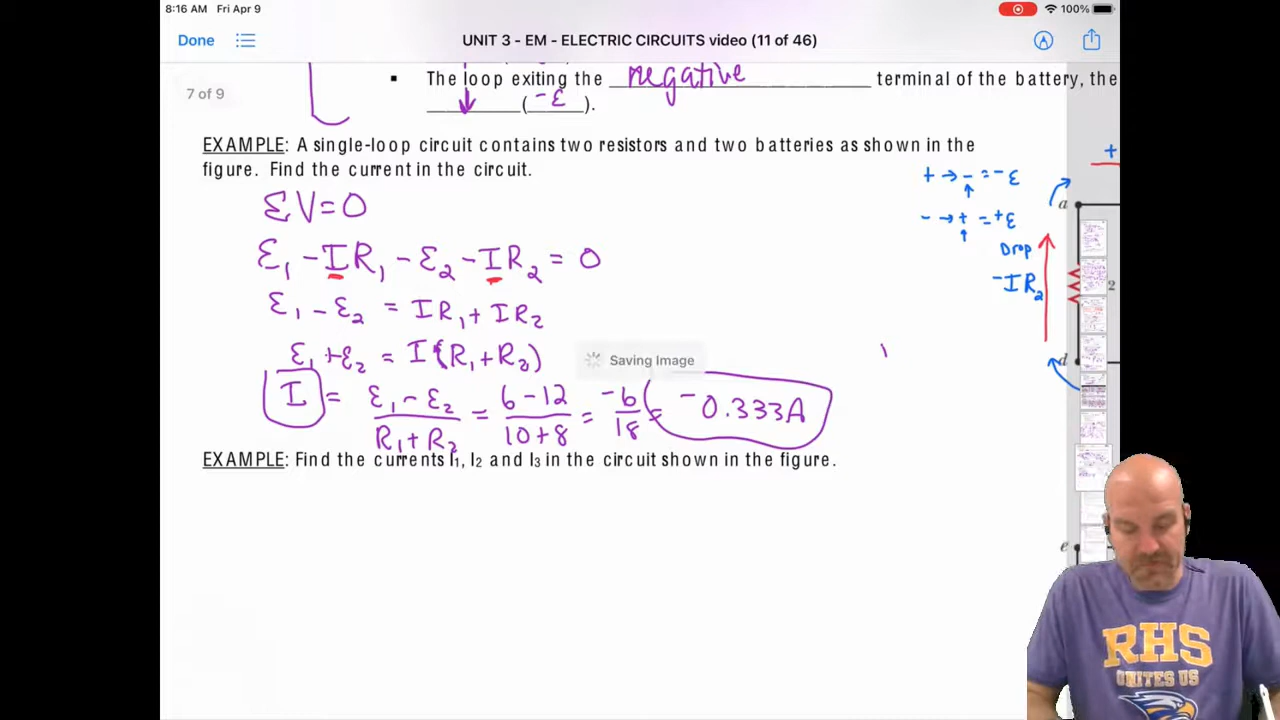 8:16 AM Fri Apr 9
100%
Done
UNIT 3 - EM - ELECTRIC CIRCUITS video (11 of 46)
7 of 9
▪ The loop exiting the negative terminal of the battery, the
↓ (-ε).
EXAMPLE: A single-loop circuit contains two resistors and two batteries as shown in the
figure. Find the current in the circuit.
ΣV=0
ε₁ - IR₁ - ε₂ - IR₂ = 0
ε₁ - ε₂ = IR₁ + IR₂
ε₁ + ε₂ = I(R₁+R₂)
I = ε₁ - ε₂ / R₁ + R₂ = 6 - 12 / 10 + 8 = -6 / 18 = -0.333A
Saving Image
+ → - = -ε
↑
- → + = +ε
↑
Drop
-IR₂
+
a
2
d
e
EXAMPLE: Find the currents I₁, I₂ and I₃ in the circuit shown in the figure.
RHS
UNITES US